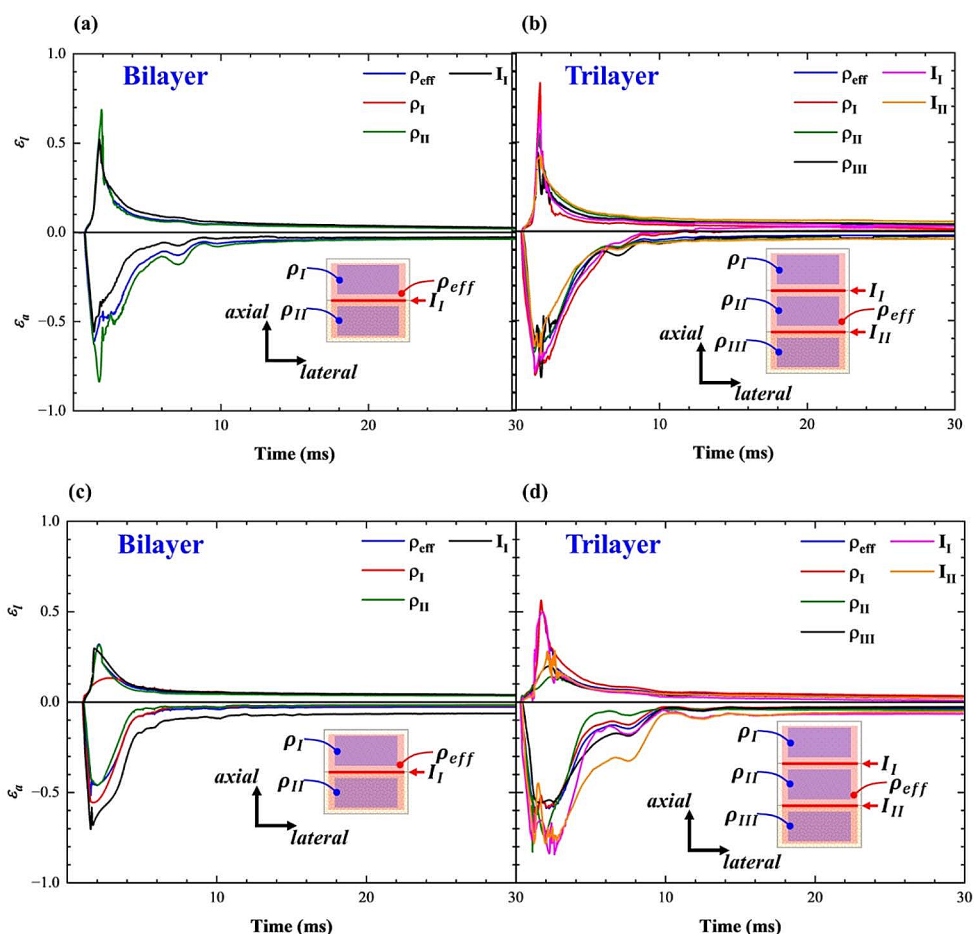 (a)
(b)
Bilayer
ρeff
II
ρI
ρII
Trilayer
ρeff
II
ρI
III
ρII
ρIII
1.0
0.5
0.0
−0.5
−1.0
εl
εa
ρI
ρII
ρeff
II
axial
lateral
ρI
ρII
ρIII
II
ρeff
III
axial
lateral
10
20
30
10
20
30
Time (ms)
Time (ms)
(c)
(d)
Bilayer
ρeff
II
ρI
ρII
Trilayer
ρeff
II
ρI
III
ρII
ρIII
1.0
0.5
0.0
−0.5
−1.0
εl
εa
ρI
ρII
ρeff
II
axial
lateral
ρI
ρII
ρIII
II
ρeff
III
axial
lateral
10
20
30
10
20
30
Time (ms)
Time (ms)